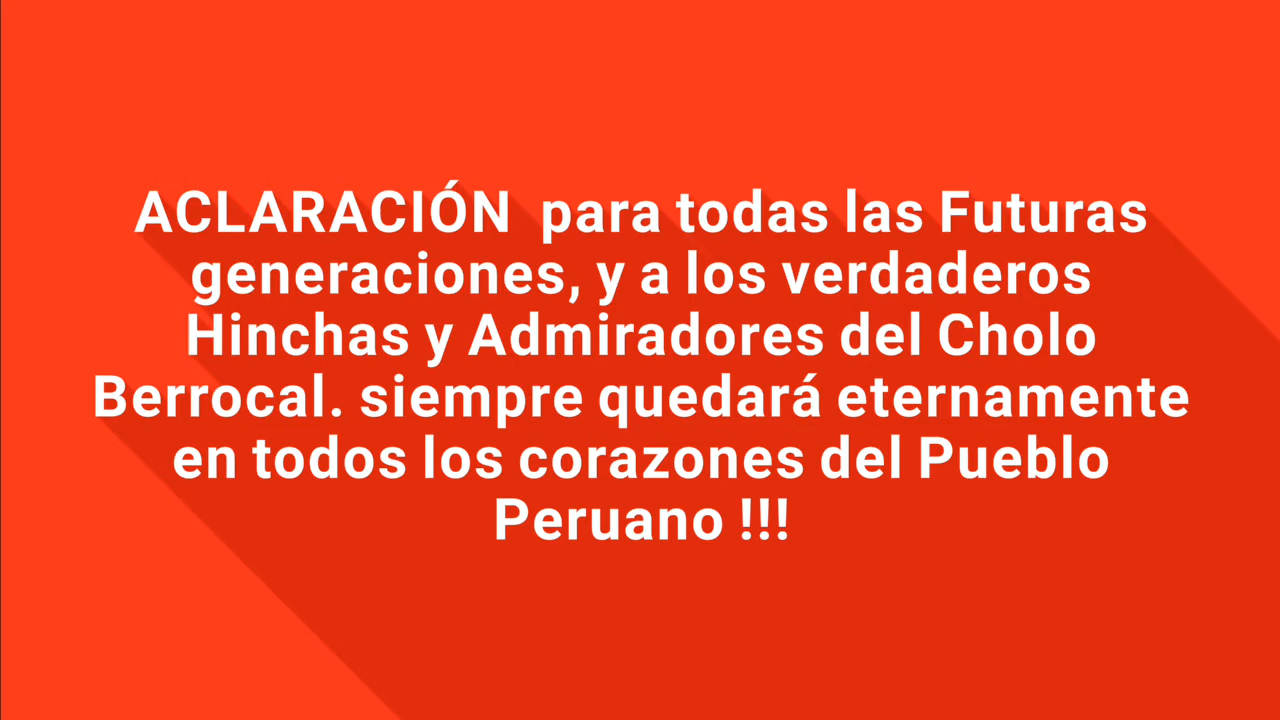 ACLARACIÓN  para todas las Futuras
generaciones, y a los verdaderos
Hinchas y Admiradores del Cholo
Berrocal. siempre quedará eternamente
en todos los corazones del Pueblo
Peruano !!!